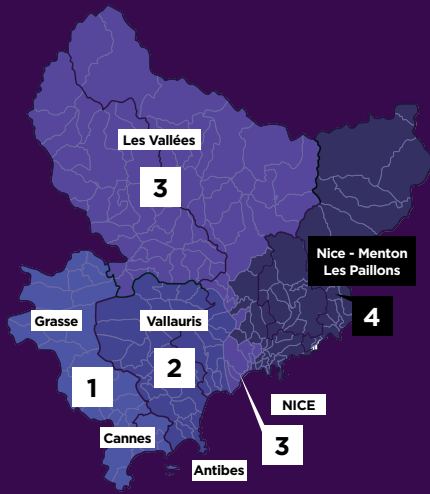 Les Vallées
3
Nice - Menton
Les Paillons
4
Grasse
Vallauris
1
2
NICE
3
Cannes
Antibes